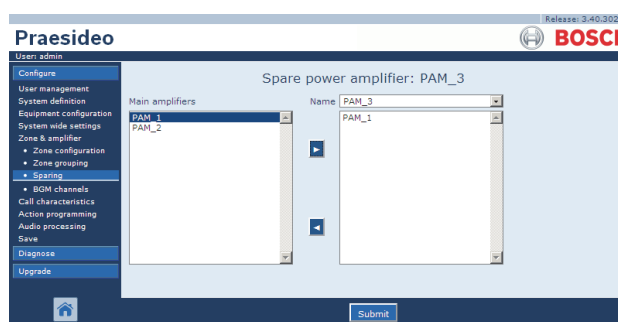 Release: 3.40.302
Praesideo
BOSCH
User: admin
Configure
User management
System definition
Equipment configuration
System wide settings
Zone & amplifier
• Zone configuration
• Zone grouping
• Sparing
• BGM channels
Call characteristics
Action programming
Audio processing
Save
Diagnose
Upgrade
Spare power amplifier: PAM_3
Main amplifiers
PAM_1
PAM_2
Name PAM_3
PAM_1
Submit